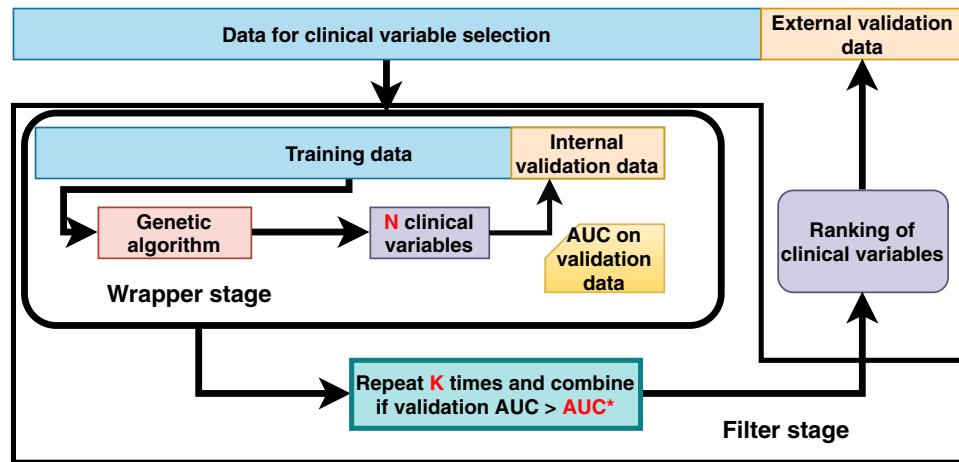 Data for clinical variable selection
External validation
data
Training data
Internal
validation data
Genetic
algorithm
N clinical
variables
AUC on
validation
data
Wrapper stage
Ranking of
clinical variables
Repeat K times and combine
if validation AUC > AUC*
Filter stage